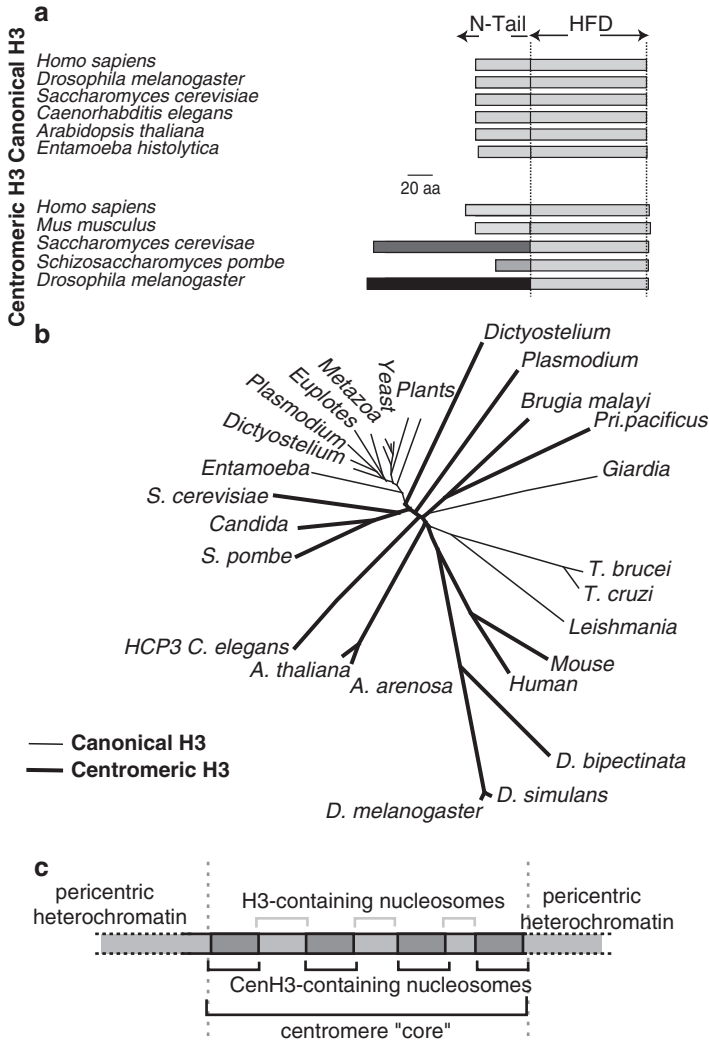 a
N-Tail
HFD
Canonical H3
Homo sapiens
Drosophila melanogaster
Saccharomyces cerevisiae
Caenorhabditis elegans
Arabidopsis thaliana
Entamoeba histolytica
20 aa
Centromeric H3
Homo sapiens
Mus musculus
Saccharomyces cerevisae
Schizosaccharomyces pombe
Drosophila melanogaster
b
Dictyostelium
Plasmodium
Brugia malayi
Pri.pacificus
Giardia
T. brucei
T. cruzi
Leishmania
Mouse
Human
D. bipectinata
D. simulans
D. melanogaster
A. arenosa
A. thaliana
HCP3 C. elegans
S. pombe
Candida
S. cerevisiae
Entamoeba
Dictyostelium
Plasmodium
Euplotes
Metazoa
Yeast
Plants
Canonical H3
Centromeric H3
c
pericentric
heterochromatin
H3-containing nucleosomes
pericentric
heterochromatin
CenH3-containing nucleosomes
centromere "core"